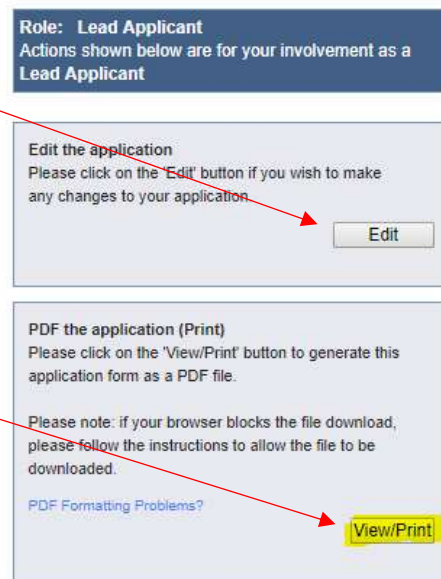 Role: Lead Applicant
Actions shown below are for your involvement as a
Lead Applicant
Edit the application
Please click on the 'Edit' button if you wish to make
any changes to your application.
Edit
PDF the application (Print)
Please click on the 'View/Print' button to generate this
application form as a PDF file.
Please note: if your browser blocks the file download,
please follow the instructions to allow the file to be
downloaded.
PDF Formatting Problems?
View/Print